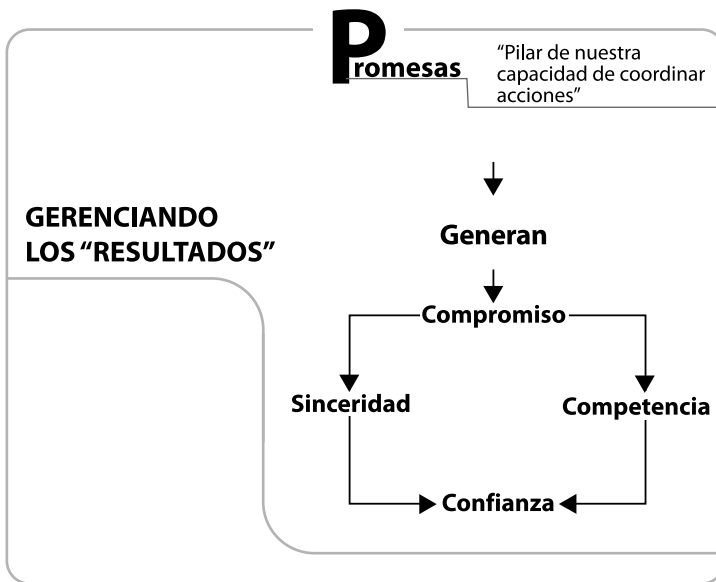 Promesas
“Pilar de nuestra
capacidad de coordinar
acciones”
GERENCIANDO
LOS “RESULTADOS”
Generan
Compromiso
Sinceridad
Competencia
Confianza